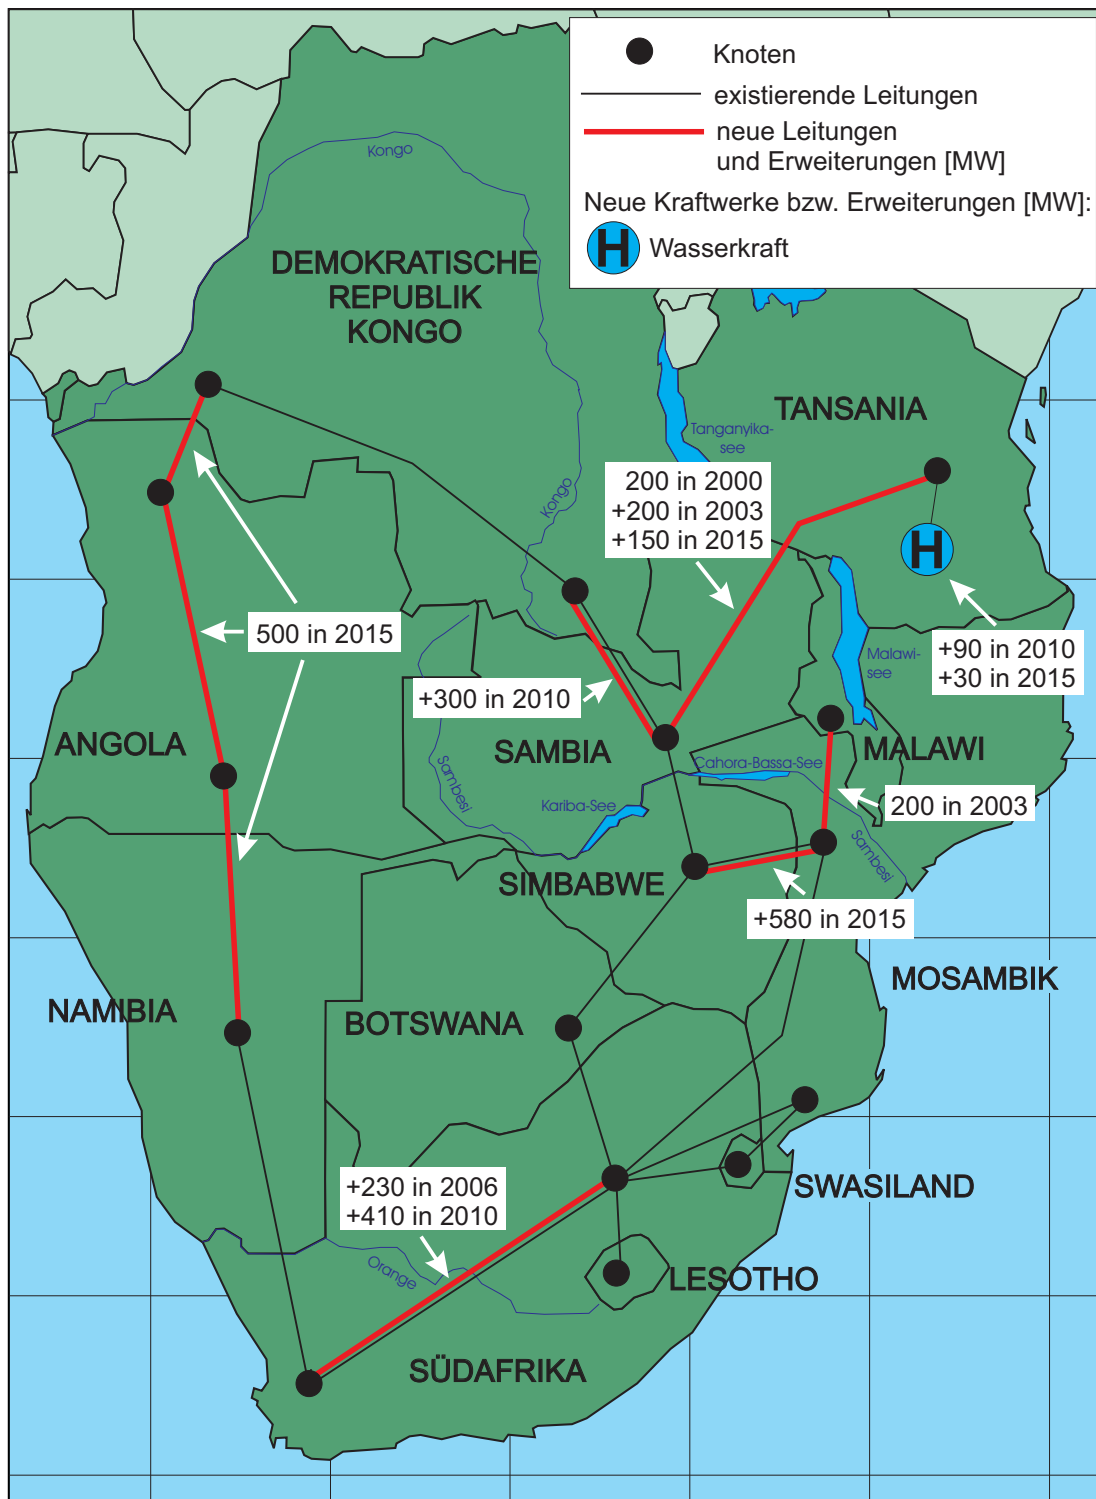 Knoten
existierende Leitungen
neue Leitungen
und Erweiterungen [MW]
Neue Kraftwerke bzw. Erweiterungen [MW]:
H Wasserkraft
Kongo
DEMOKRATISCHE
REPUBLIK
KONGO
TANSANIA
Tanganyika-
see
200 in 2000
+200 in 2003
+150 in 2015
Kongo
H
500 in 2015
+90 in 2010
+30 in 2015
Malawi-
see
+300 in 2010
ANGOLA
SAMBIA
MALAWI
Sambesi
Cahora-Bassa-See
Kariba-See
200 in 2003
Sambesi
SIMBABWE
+580 in 2015
MOSAMBIK
NAMIBIA
BOTSWANA
+230 in 2006
+410 in 2010
SWASILAND
Orange
LESOTHO
SÜDAFRIKA